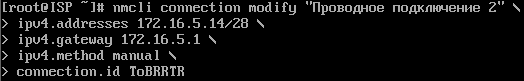 [root@ISP ~]# nmcli connection modify "Проводное подключение 2" \
> ipv4.addresses 172.16.5.14/28 \
> ipv4.gateway 172.16.5.1 \
> ipv4.method manual \
> connection.id ToBRRTR